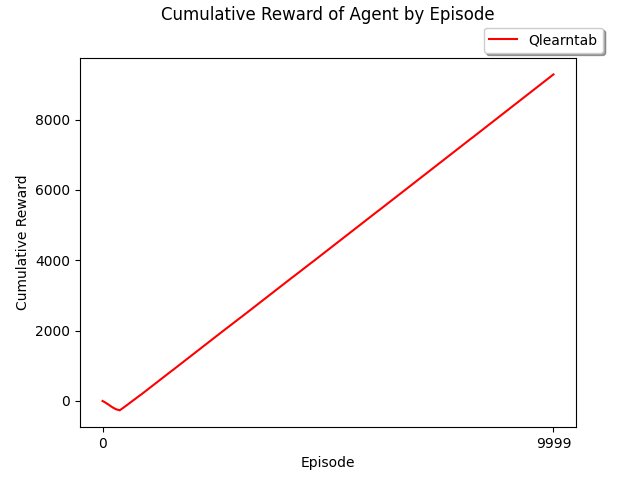 Cumulative Reward of Agent by Episode
Qlearntab
8000
6000
4000
2000
0
Cumulative Reward
0
9999
Episode